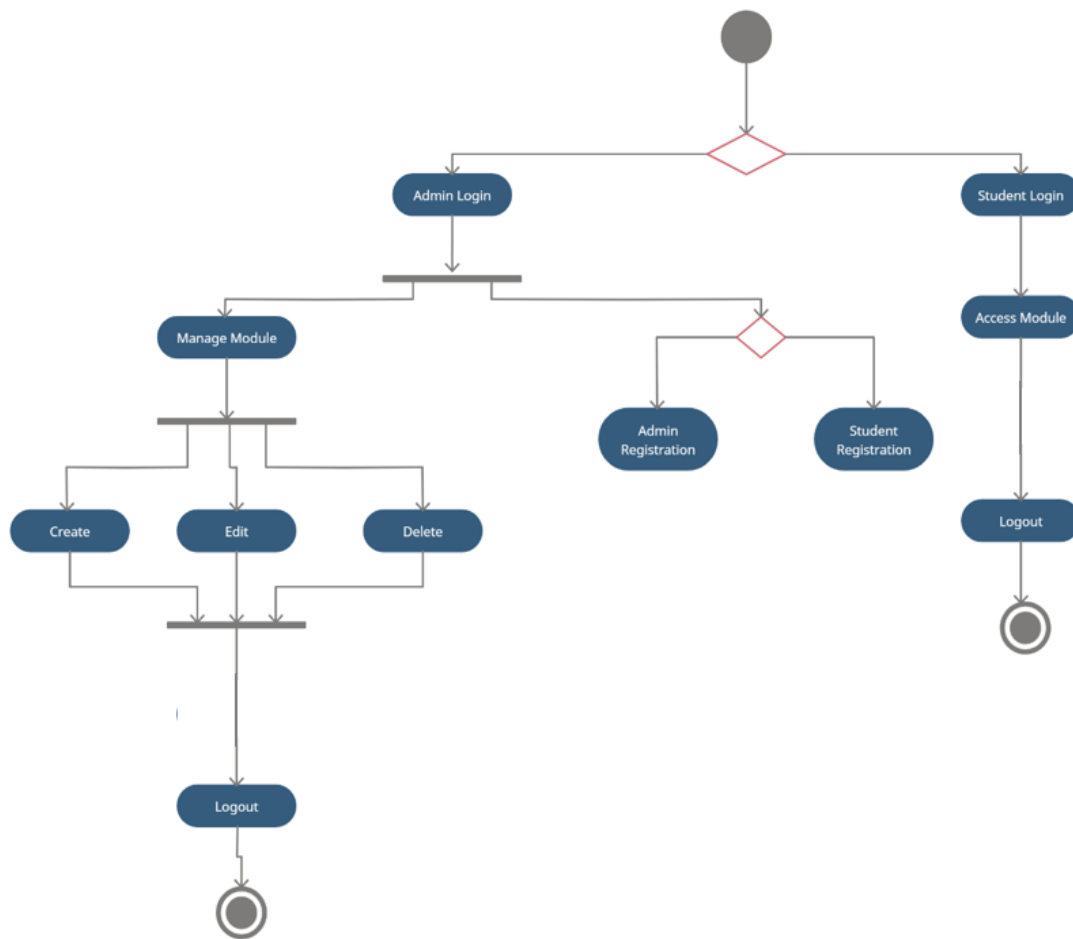 Admin Login
Student Login
Manage Module
Access Module
Admin
Registration
Student
Registration
Create
Edit
Delete
Logout
Logout